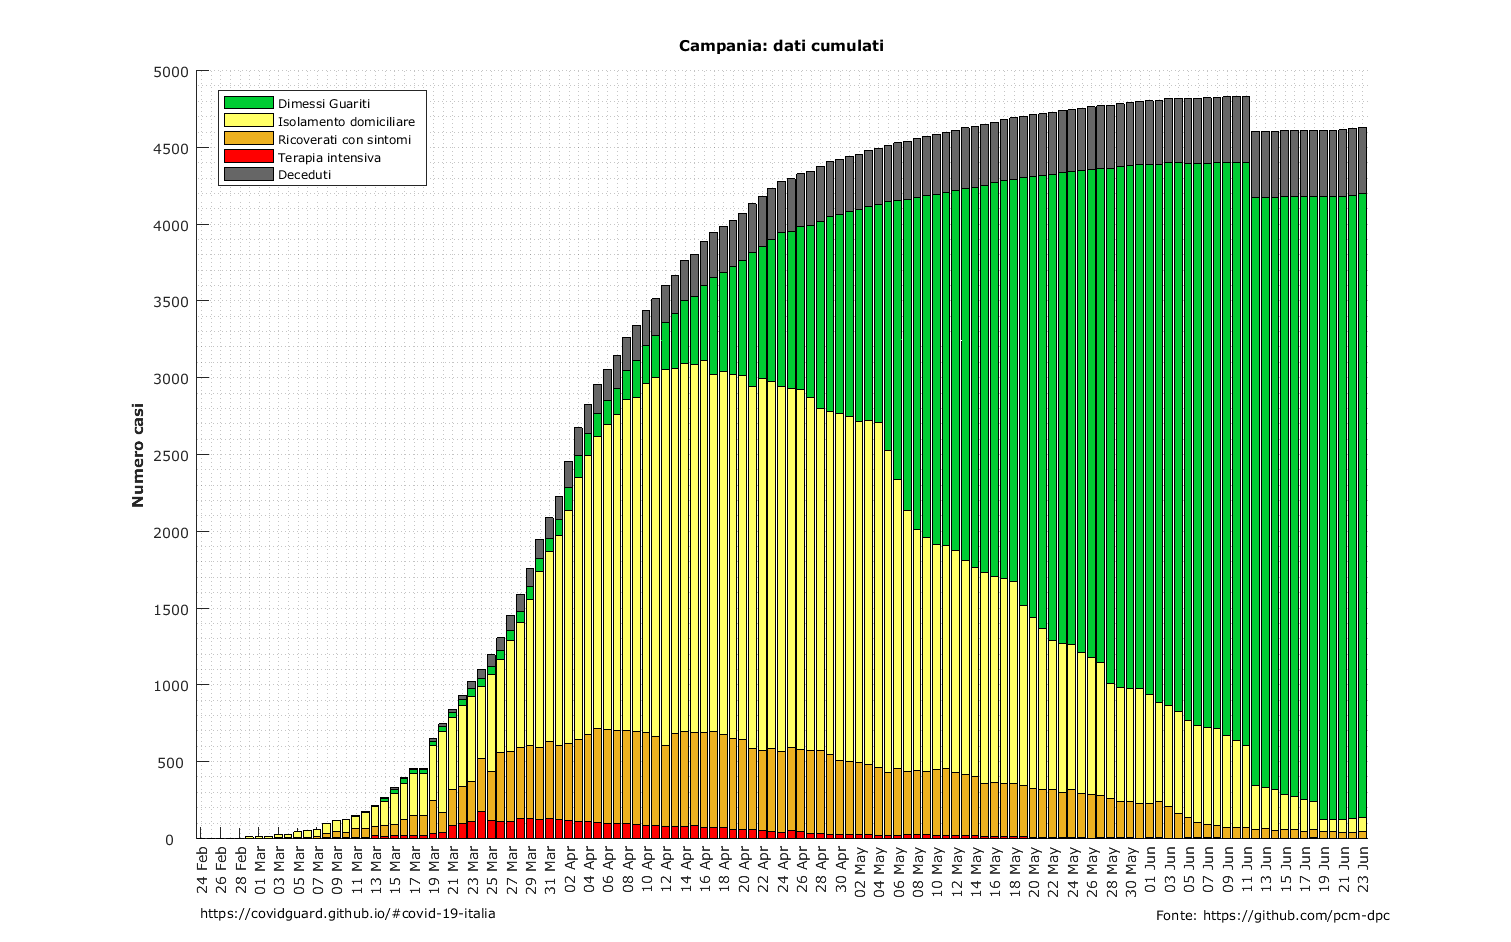 Campania: dati cumulati
Numero casi
5000
4500
4000
3500
3000
2500
2000
1500
1000
500
0
Dimessi Guariti
Isolamento domiciliare
Ricoverati con sintomi
Terapia intensiva
Deceduti
24 Feb
26 Feb
28 Feb
01 Mar
03 Mar
05 Mar
07 Mar
09 Mar
11 Mar
13 Mar
15 Mar
17 Mar
19 Mar
21 Mar
23 Mar
25 Mar
27 Mar
29 Mar
31 Mar
02 Apr
04 Apr
06 Apr
08 Apr
10 Apr
12 Apr
14 Apr
16 Apr
18 Apr
20 Apr
22 Apr
24 Apr
26 Apr
28 Apr
30 Apr
02 May
04 May
06 May
08 May
10 May
12 May
14 May
16 May
18 May
20 May
22 May
24 May
26 May
28 May
30 May
01 Jun
03 Jun
05 Jun
07 Jun
09 Jun
11 Jun
13 Jun
15 Jun
17 Jun
19 Jun
21 Jun
23 Jun
https://covidguard.github.io/#covid-19-italia
Fonte: https://github.com/pcm-dpc